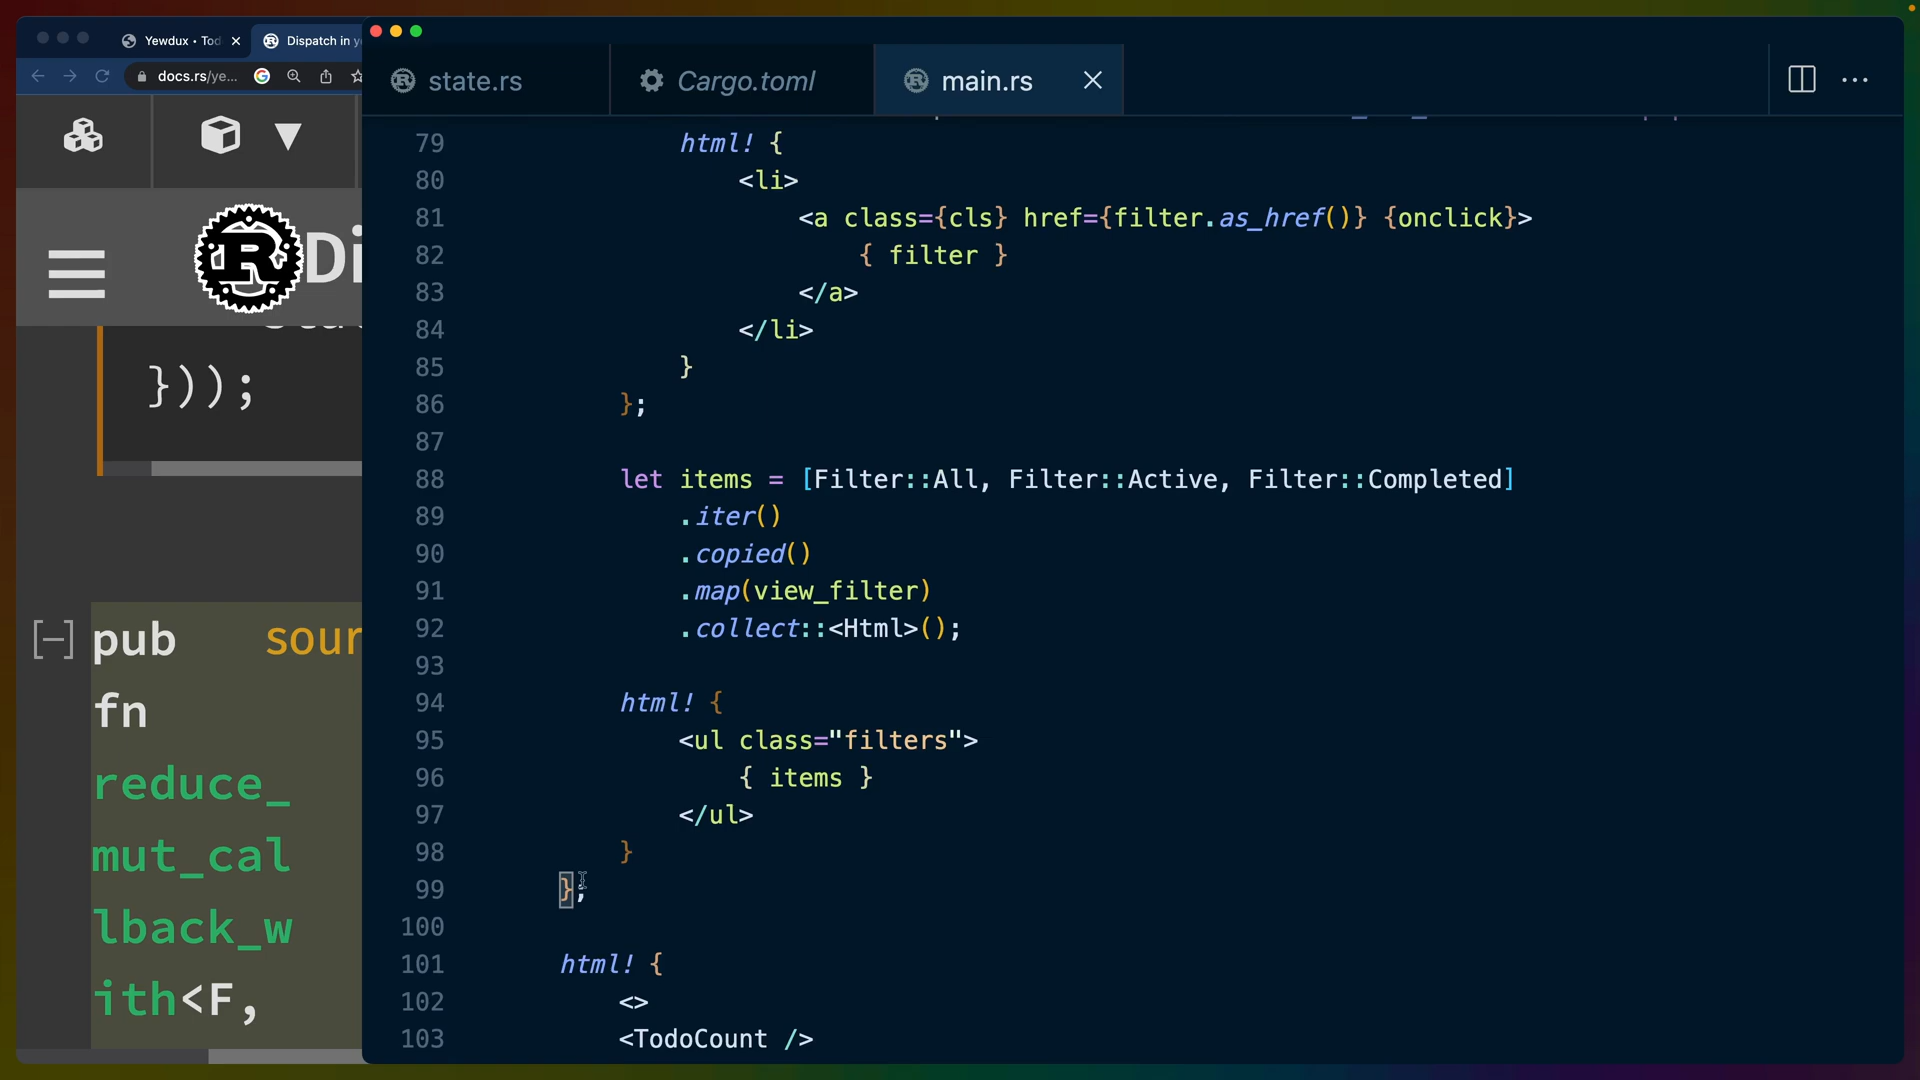 Yewdux • Tod
Dispatch in y
docs.rs/ye...
Di
}));
[−] pub sour
fn
reduce_
mut_cal
lback_w
ith<F,
state.rs
Cargo.toml
main.rs
79 html! {
80 <li>
81 <a class={cls} href={filter.as_href()} {onclick}>
82 { filter }
83 </a>
84 </li>
85 }
86 };
87
88 let items = [Filter::All, Filter::Active, Filter::Completed]
89 .iter()
90 .copied()
91 .map(view_filter)
92 .collect::<Html>();
93
94 html! {
95 <ul class="filters">
96 { items }
97 </ul>
98 }
99 };
100
101 html! {
102 <>
103 <TodoCount />